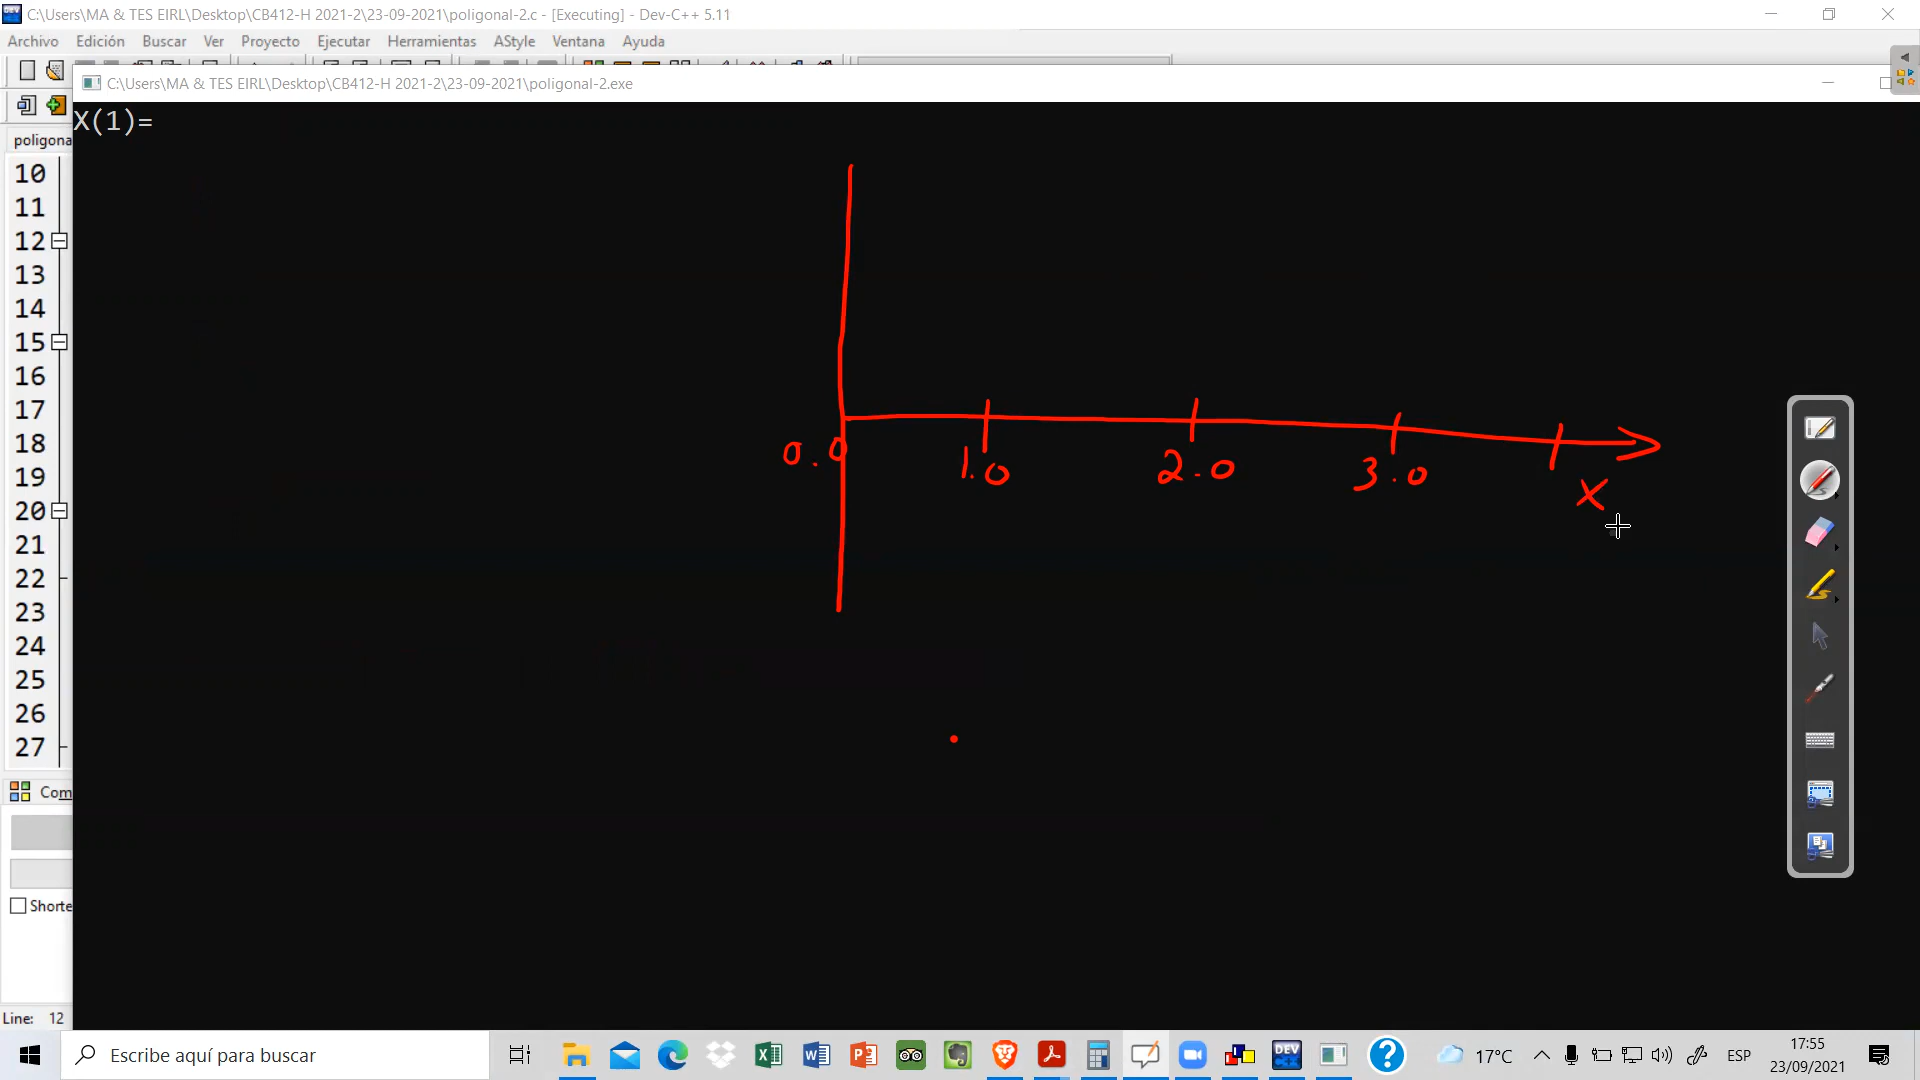 C:\Users\MA & TES EIRL\Desktop\CB412-H 2021-2\23-09-2021\poligonal-2.c - [Executing] - Dev-C++ 5.11
Archivo Edición Buscar Ver Proyecto Ejecutar Herramientas AStyle Ventana Ayuda
C:\Users\MA & TES EIRL\Desktop\CB412-H 2021-2\23-09-2021\poligonal-2.exe
X(1)=
poligona
10
11
12
13
14
15
16
17
18
19
20
21
22
23
24
25
26
27
0.0 1.0 2.0 3.0
X
Com
Shorte
Line: 12
Escribe aquí para buscar
DEV
17°C
ESP
17:55
23/09/2021